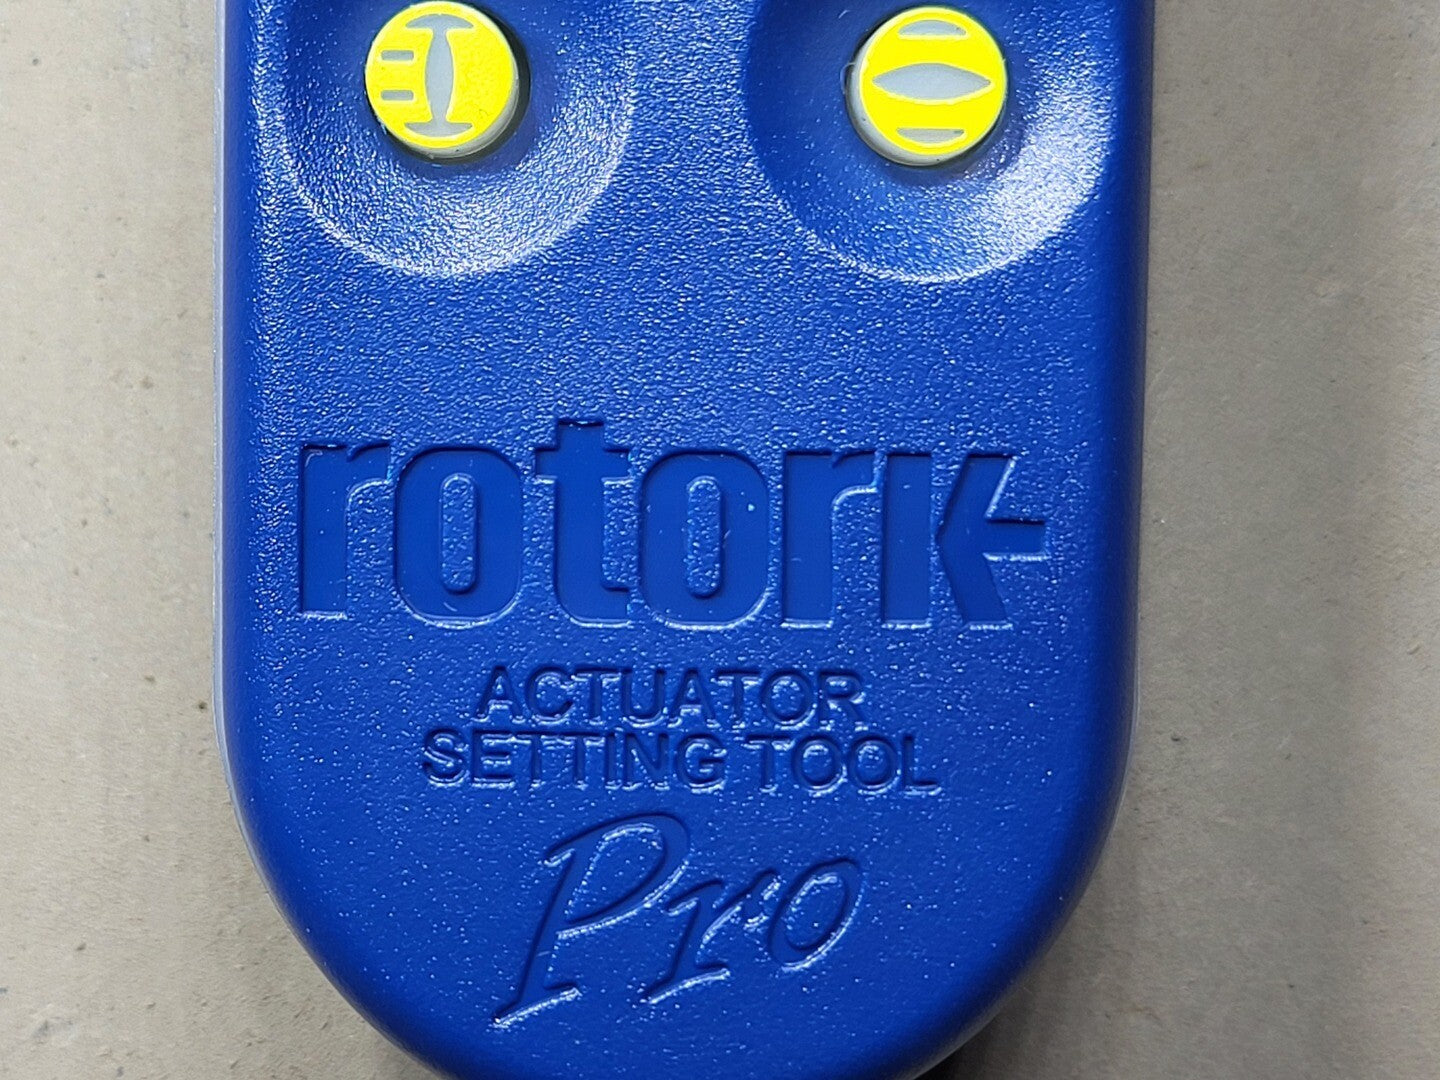 rotork
ACTUATOR
SETTING TOOL
Pro